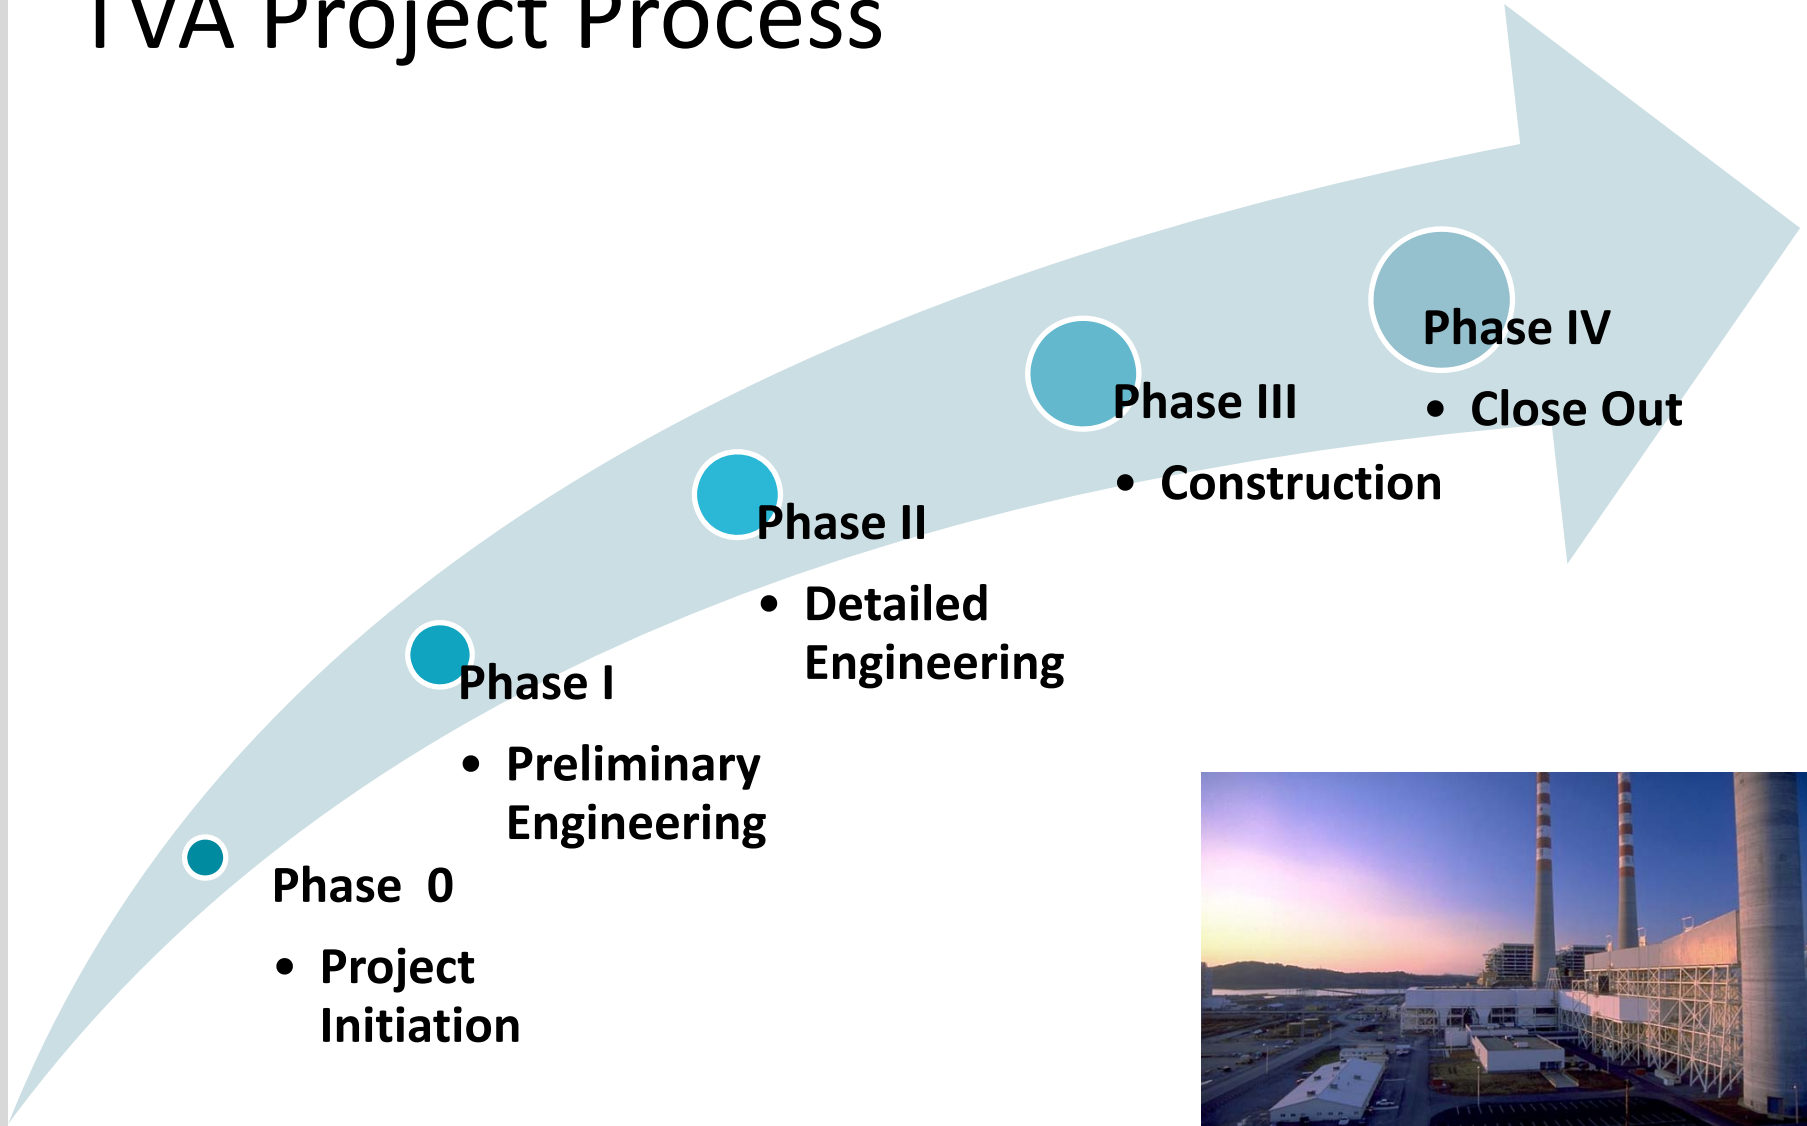 TVA Project Process
Phase IV
• Close Out
Phase III
• Construction
Phase II
• Detailed
Engineering
Phase I
• Preliminary
Engineering
Phase 0
• Project
Initiation